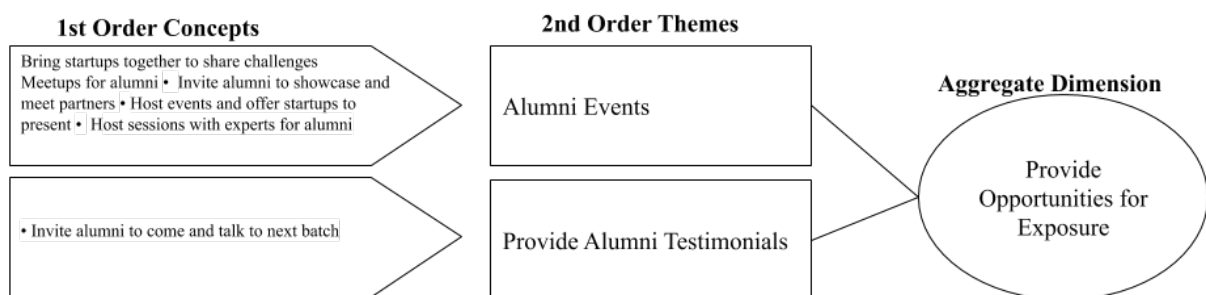 1st Order Concepts
Bring startups together to share challenges
Meetups for alumni • Invite alumni to showcase and
meet partners • Host events and offer startups to
present • Host sessions with experts for alumni
• Invite alumni to come and talk to next batch
2nd Order Themes
Alumni Events
Provide Alumni Testimonials
Aggregate Dimension
Provide
Opportunities for
Exposure